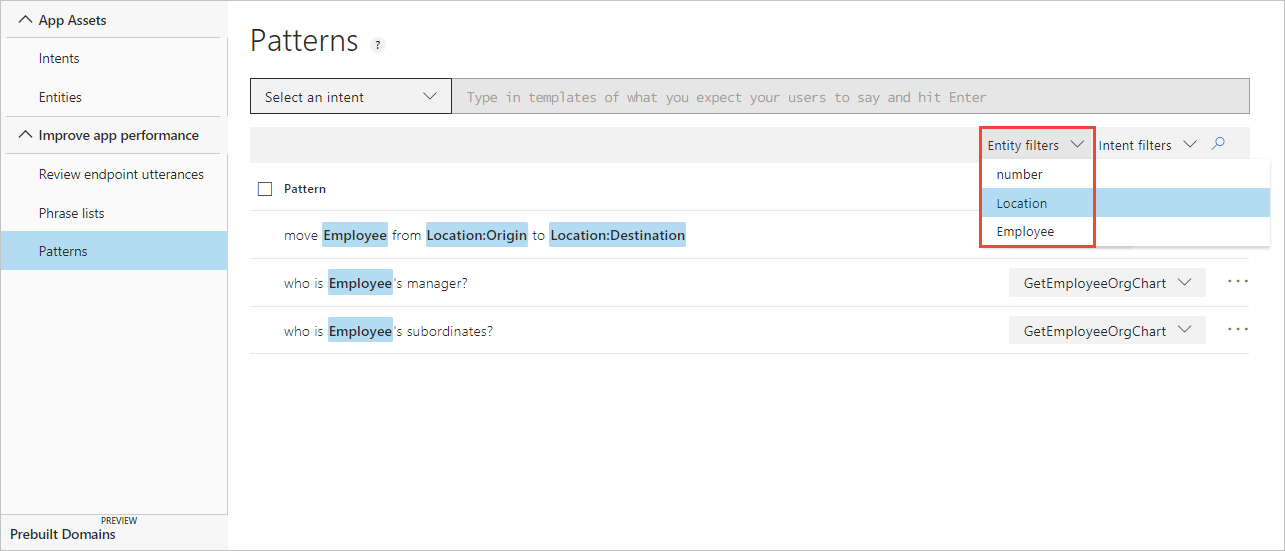 App Assets
Intents
Entities
Improve app performance
Review endpoint utterances
Phrase lists
Patterns
PREVIEW
Prebuilt Domains
Patterns ?
Select an intent
Type in templates of what you expect your users to say and hit Enter
Entity filters
Intent filters
number
Location
Employee
Pattern
move Employee from Location:Origin to Location:Destination
who is Employee's manager?
GetEmployeeOrgChart
who is Employee's subordinates?
GetEmployeeOrgChart